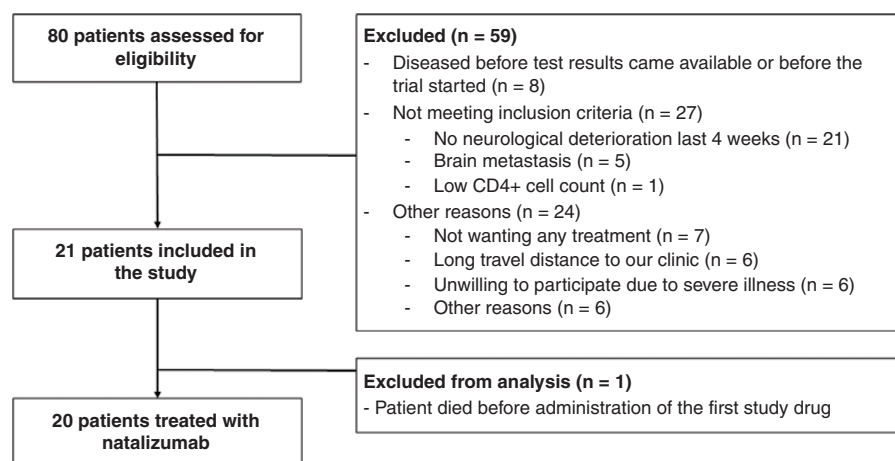 80 patients assessed for
eligibility
Excluded (n = 59)
- Diseased before test results came available or before the
trial started (n = 8)
- Not meeting inclusion criteria (n = 27)
- No neurological deterioration last 4 weeks (n = 21)
- Brain metastasis (n = 5)
- Low CD4+ cell count (n = 1)
- Other reasons (n = 24)
- Not wanting any treatment (n = 7)
- Long travel distance to our clinic (n = 6)
- Unwilling to participate due to severe illness (n = 6)
- Other reasons (n = 6)
21 patients included in
the study
Excluded from analysis (n = 1)
- Patient died before administration of the first study drug
20 patients treated with
natalizumab